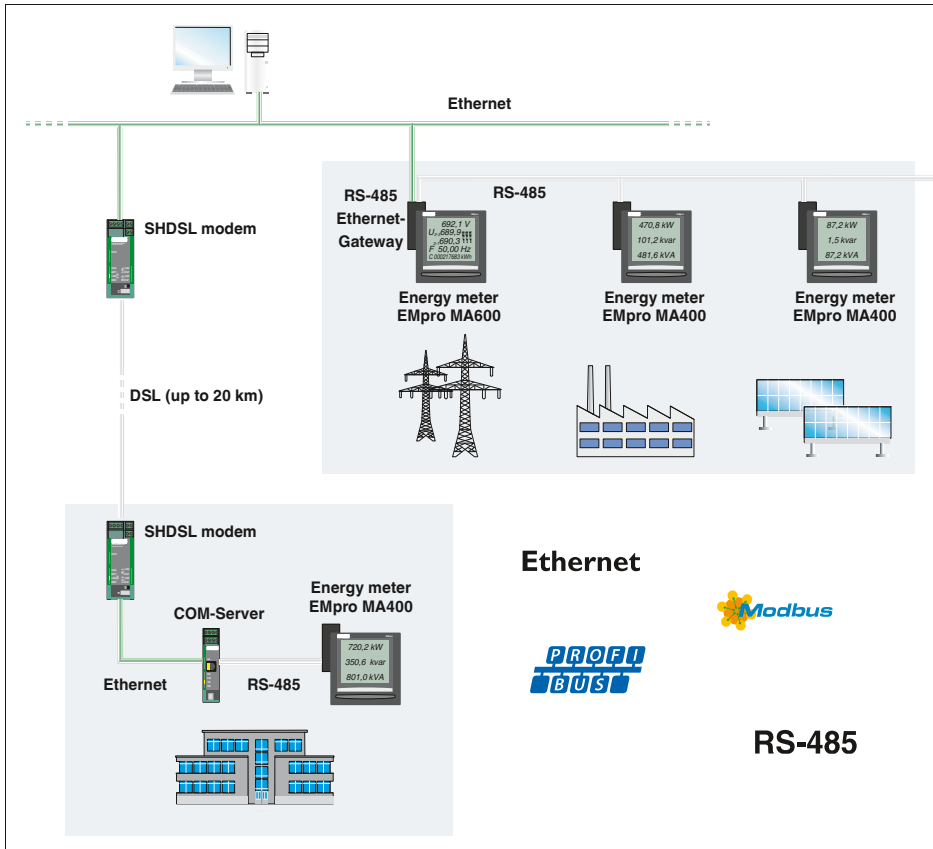 Ethernet
RS-485
Ethernet-
Gateway
RS-485
SHDSL modem
692,1 V
689,9
690,3
F 50,00 Hz
C 000217683 kWh
470,8 kW
101,2 kvar
481,6 kVA
87,2 kW
1,5 kvar
87,2 kVA
Energy meter
EMpro MA600
Energy meter
EMpro MA400
Energy meter
EMpro MA400
DSL (up to 20 km)
SHDSL modem
Energy meter
EMpro MA400
COM-Server
720,2 kW
350,6 kvar
801,0 kVA
Ethernet
RS-485
Ethernet
Modbus
PROFI
BUS
RS-485